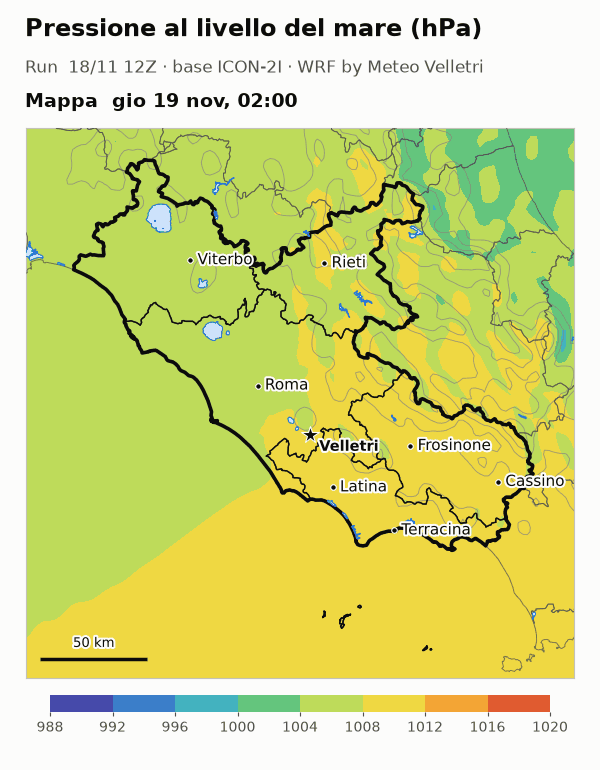 Pressione al livello del mare (hPa)
Run  18/11 12Z · base ICON-2I · WRF by Meteo Velletri
Mappa  gio 19 nov, 02:00
Viterbo
Rieti
Roma
Velletri
Frosinone
Cassino
Latina
Terracina
50 km
988 992 996 1000 1004 1008 1012 1016 1020